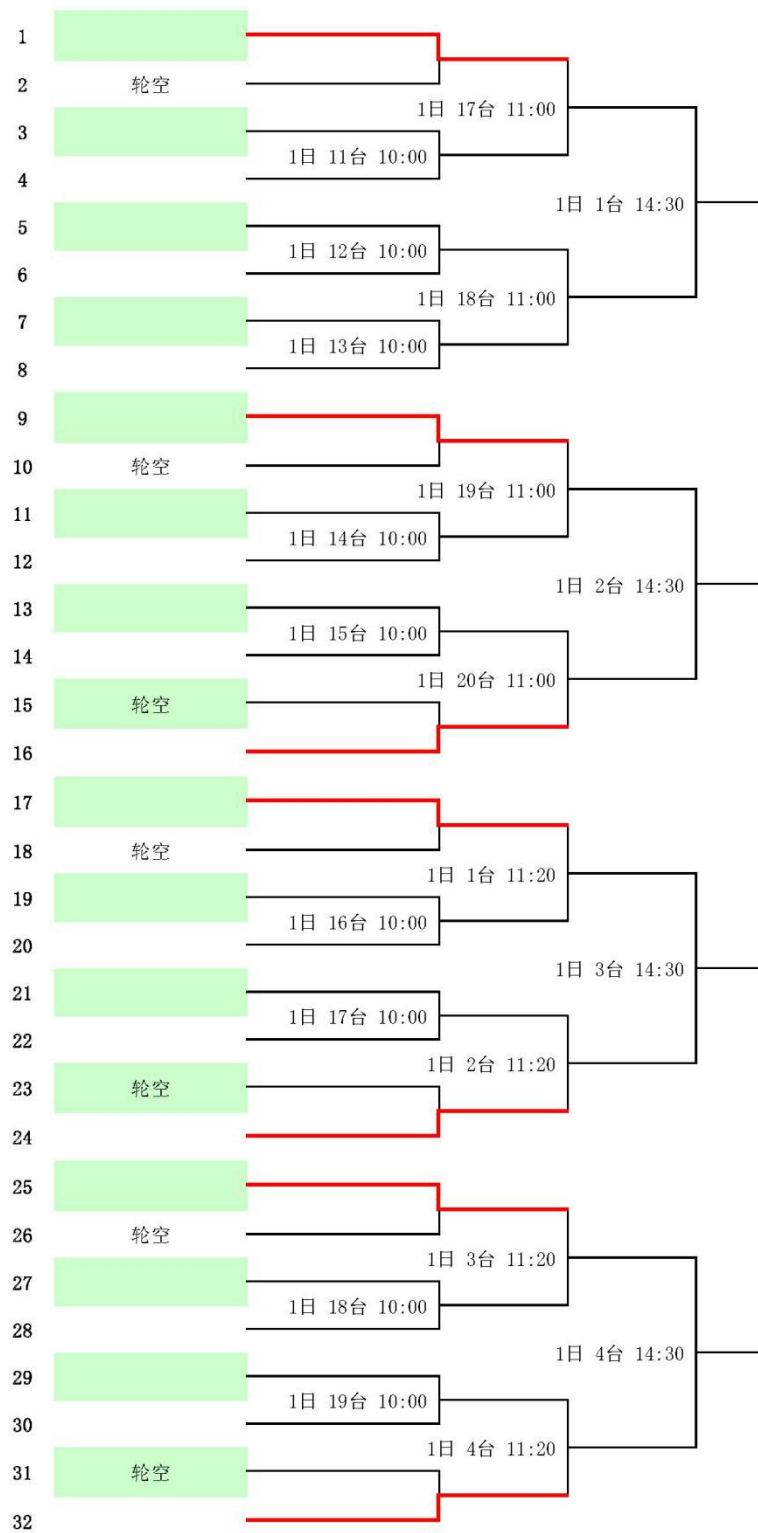 1
2 轮空
1日 17台 11:00
3
1日 11台 10:00
4
1日 1台 14:30
5
1日 12台 10:00
6
1日 18台 11:00
7
1日 13台 10:00
8
9
10 轮空
1日 19台 11:00
11
1日 14台 10:00
12
1日 2台 14:30
13
1日 15台 10:00
14
1日 20台 11:00
15 轮空
16
17
18 轮空
1日 1台 11:20
19
1日 16台 10:00
20
1日 3台 14:30
21
1日 17台 10:00
22
1日 2台 11:20
23 轮空
24
25
26 轮空
1日 3台 11:20
27
1日 18台 10:00
28
1日 4台 14:30
29
1日 19台 10:00
30
1日 4台 11:20
31 轮空
32